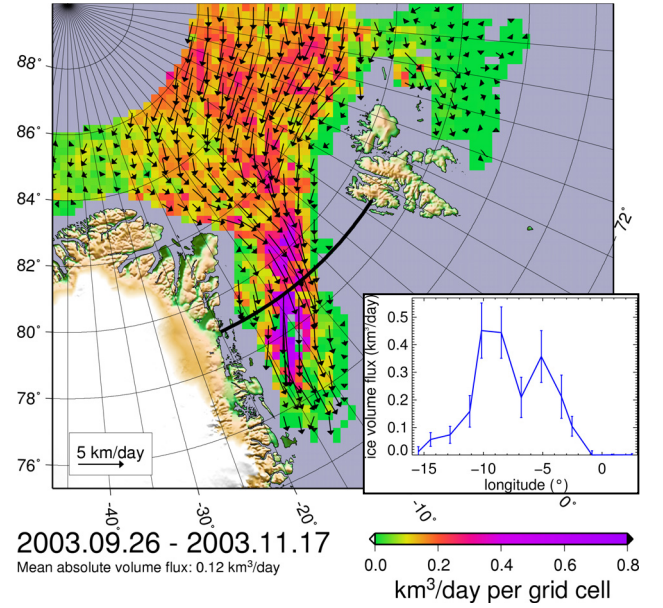 88°
86°
84°
82°
80°
78°
76°
72°
-40°
-30°
-20°
-10°
0°
5 km/day
ice volume flux (km³/day)
0.5
0.4
0.3
0.2
0.1
0.0
−15 −10 −5 0
longitude (°)
2003.09.26 - 2003.11.17
Mean absolute volume flux: 0.12 km³/day
0.0 0.2 0.4 0.6 0.8
km³/day per grid cell